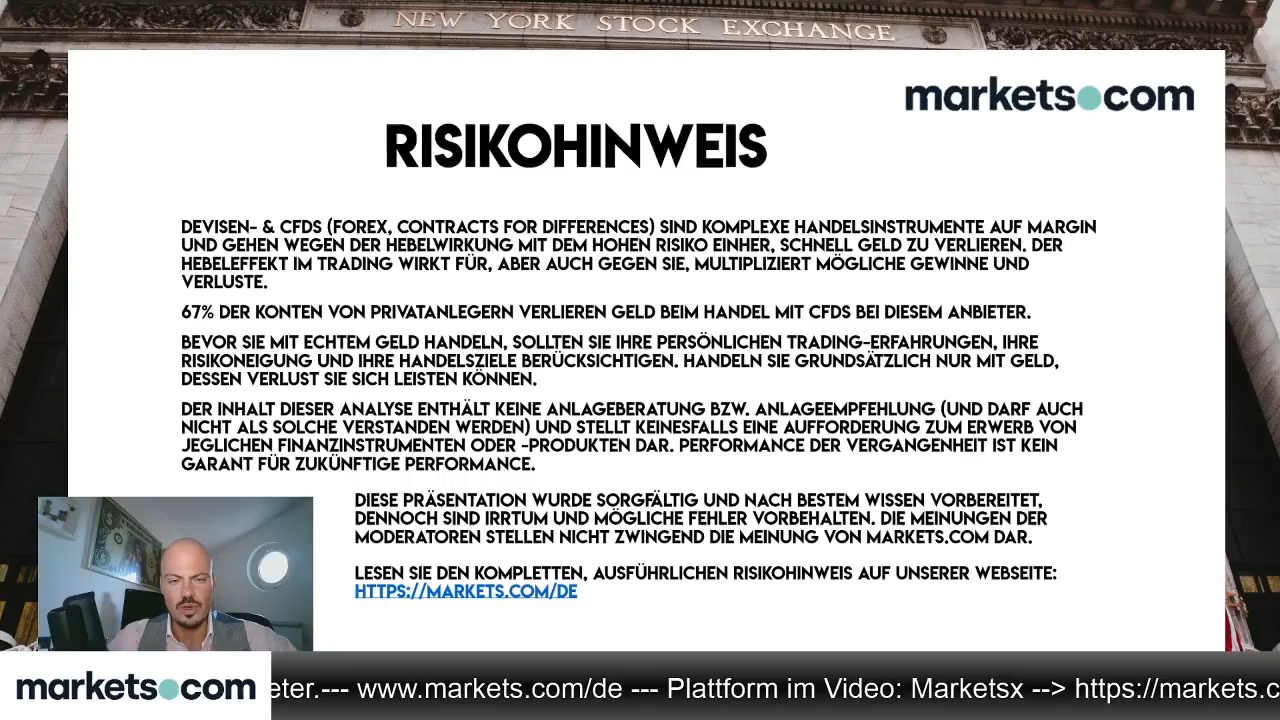 NEW YORK STOCK EXCHANGE
markets.com
RISIKOHINWEIS
DEVISEN- & CFDS (FOREX, CONTRACTS FOR DIFFERENCES) SIND KOMPLEXE HANDELSINSTRUMENTE AUF MARGIN
UND GEHEN WEGEN DER HEBELWIRKUNG MIT DEM HOHEN RISIKO EINHER, SCHNELL GELD ZU VERLIEREN. DER
HEBELEFFEKT IM TRADING WIRKT FÜR, ABER AUCH GEGEN SIE, MULTIPLIZIERT MÖGLICHE GEWINNE UND
VERLUSTE.
67% DER KONTEN VON PRIVATANLEGERN VERLIEREN GELD BEIM HANDEL MIT CFDS BEI DIESEM ANBIETER.
BEVOR SIE MIT ECHTEM GELD HANDELN, SOLLTEN SIE IHRE PERSÖNLICHEN TRADING-ERFAHRUNGEN, IHRE
RISIKONEIGUNG UND IHRE HANDELSZIELE BERÜCKSICHTIGEN. HANDELN SIE GRUNDSÄTZLICH NUR MIT GELD,
DESSEN VERLUST SIE SICH LEISTEN KÖNNEN.
DER INHALT DIESER ANALYSE ENTHÄLT KEINE ANLAGEBERATUNG BZW. ANLAGEEMPFEHLUNG (UND DARF AUCH
NICHT ALS SOLCHE VERSTANDEN WERDEN) UND STELLT KEINESFALLS EINE AUFFORDERUNG ZUM ERWERB VON
JEGLICHEN FINANZINSTRUMENTEN ODER -PRODUKTEN DAR. PERFORMANCE DER VERGANGENHEIT IST KEIN
GARANT FÜR ZUKÜNFTIGE PERFORMANCE.
DIESE PRÄSENTATION WURDE SORGFÄLTIG UND NACH BESTEM WISSEN VORBEREITET,
DENNOCH SIND IRRTUM UND MÖGLICHE FEHLER VORBEHALTEN. DIE MEINUNGEN DER
MODERATOREN STELLEN NICHT ZWINGEND DIE MEINUNG VON MARKETS.COM DAR.
LESEN SIE DEN KOMPLETTEN, AUSFÜHRLICHEN RISIKOHINWEIS AUF UNSERER WEBSEITE:
HTTPS://MARKETS.COM/DE
markets.com
eter.--- www.markets.com/de --- Plattform im Video: Marketsx --> https://markets.c